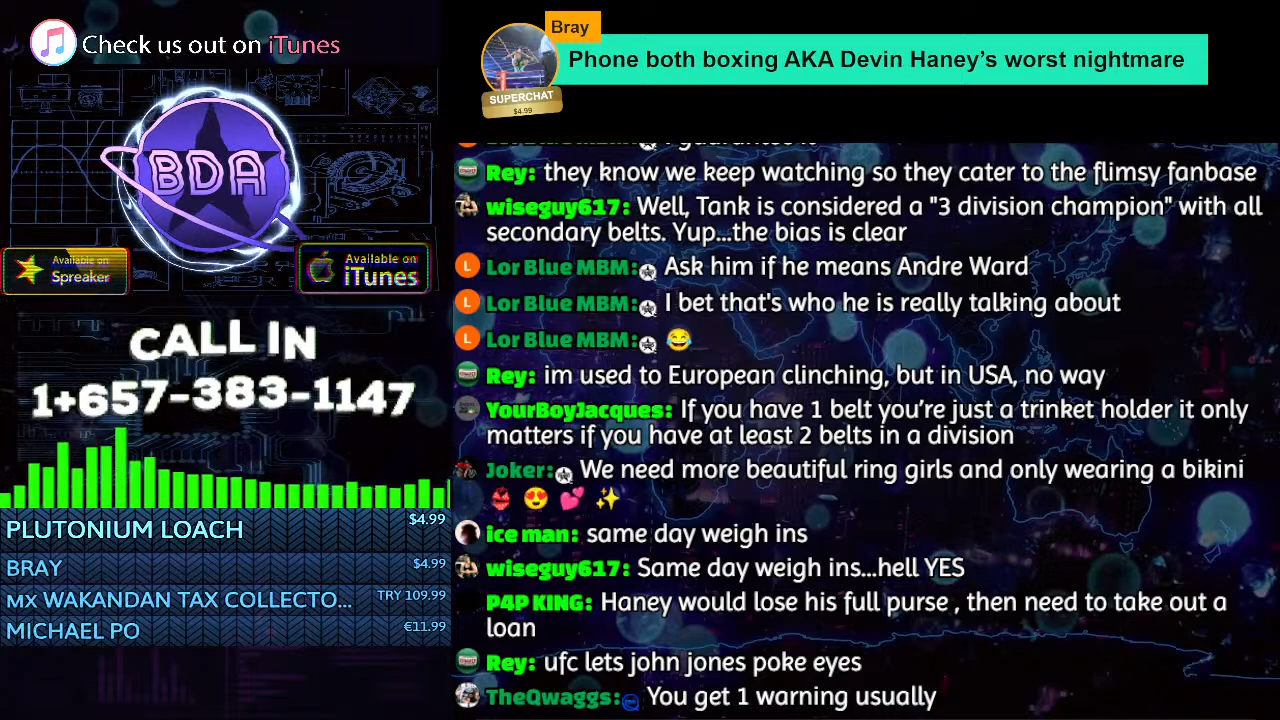 Check us out on iTunes
BDA
Available on
Spreaker
Available on
iTunes
CALL IN
1+657-383-1147
PLUTONIUM LOACH $4.99
BRAY $4.99
MX WAKANDAN TAX COLLECTO... TRY 109.99
MICHAEL PO €11.99
Bray
Phone both boxing AKA Devin Haney’s worst nightmare
SUPERCHAT
$4.99
Rey: they know we keep watching so they cater to the flimsy fanbase
wiseguy617: Well, Tank is considered a "3 division champion" with all
secondary belts. Yup...the bias is clear
L Lor Blue MBM: Ask him if he means Andre Ward
L Lor Blue MBM: I bet that's who he is really talking about
L Lor Blue MBM: 😂
Rey: im used to European clinching, but in USA, no way
YourBoyJacques: If you have 1 belt you’re just a trinket holder it only
matters if you have at least 2 belts in a division
Joker: We need more beautiful ring girls and only wearing a bikini
👙 😍 💕 ✨
ice man: same day weigh ins
wiseguy617: Same day weigh ins...hell YES
P4P KING: Haney would lose his full purse , then need to take out a
loan
Rey: ufc lets john jones poke eyes
TheQwaggs: You get 1 warning usually